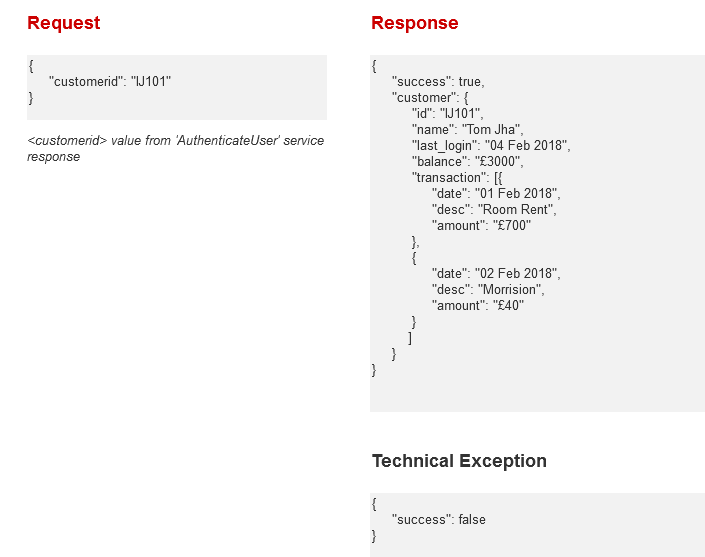 Request
{
"customerid": "IJ101"
}
<customerid> value from 'AuthenticateUser' service
response
Response
{
"success": true,
"customer": {
"id": "IJ101",
"name": "Tom Jha",
"last_login": "04 Feb 2018",
"balance": "£3000",
"transaction": [{
"date": "01 Feb 2018",
"desc": "Room Rent",
"amount": "£700"
},
{
"date": "02 Feb 2018",
"desc": "Morrision",
"amount": "£40"
}
]
}
}
Technical Exception
{
"success": false
}